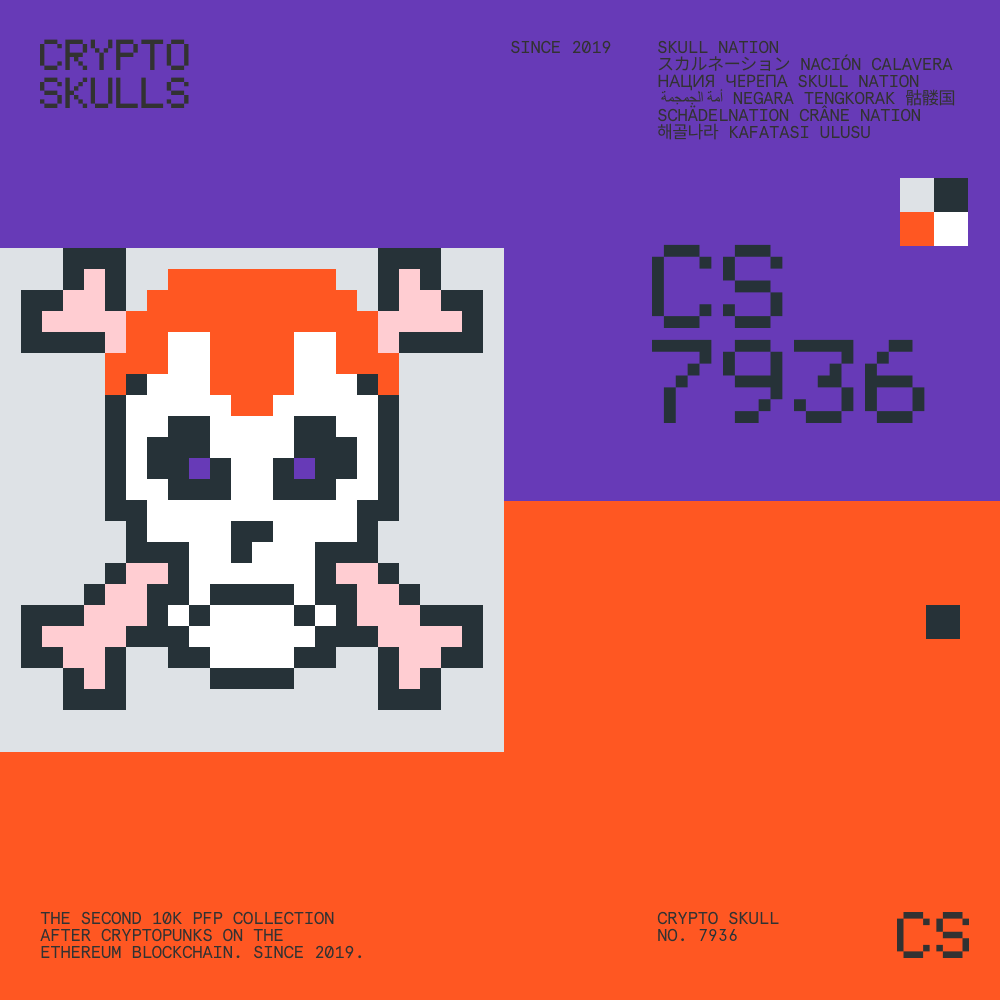 CRYPTO
SKULLS
SINCE 2019
SKULL NATION
スカルネーション NACIÓN CALAVERA
НАЦИЯ ЧЕРЕПА SKULL NATION
أمة الجمجمة NEGARA TENGKORAK 骷髅国
SCHÄDELNATION CRÂNE NATION
해골나라 KAFATASI ULUSU
CS
7936
THE SECOND 10K PFP COLLECTION
AFTER CRYPTOPUNKS ON THE
ETHEREUM BLOCKCHAIN. SINCE 2019.
CRYPTO SKULL
NO. 7936
CS